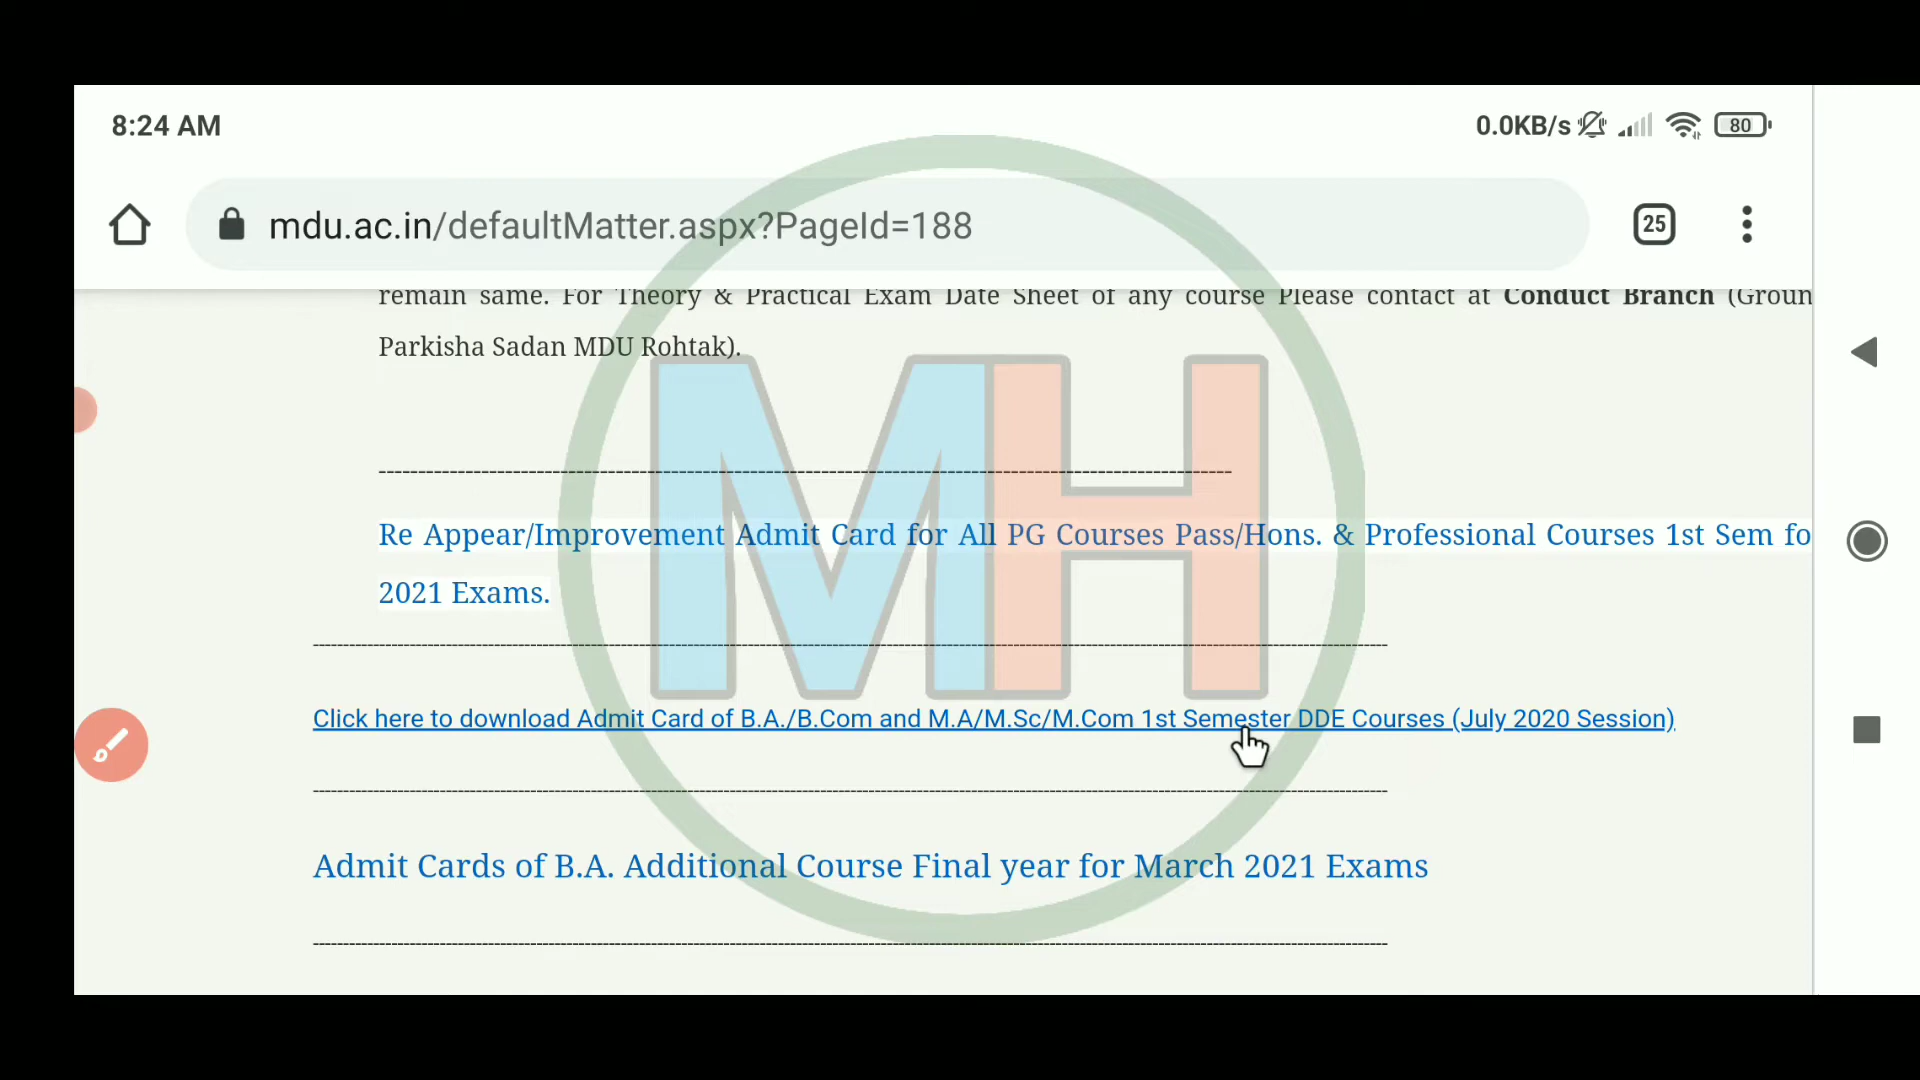 8:24 AM
0.0KB/s
80
mdu.ac.in/defaultMatter.aspx?PageId=188
25
remain same. For Theory & Practical Exam Date Sheet of any course Please contact at Conduct Branch (Groun
Parkisha Sadan MDU Rohtak).
MH
Re Appear/Improvement Admit Card for All PG Courses Pass/Hons. & Professional Courses 1st Sem fo
2021 Exams.
Click here to download Admit Card of B.A./B.Com and M.A/M.Sc/M.Com 1st Semester DDE Courses (July 2020 Session)
Admit Cards of B.A. Additional Course Final year for March 2021 Exams